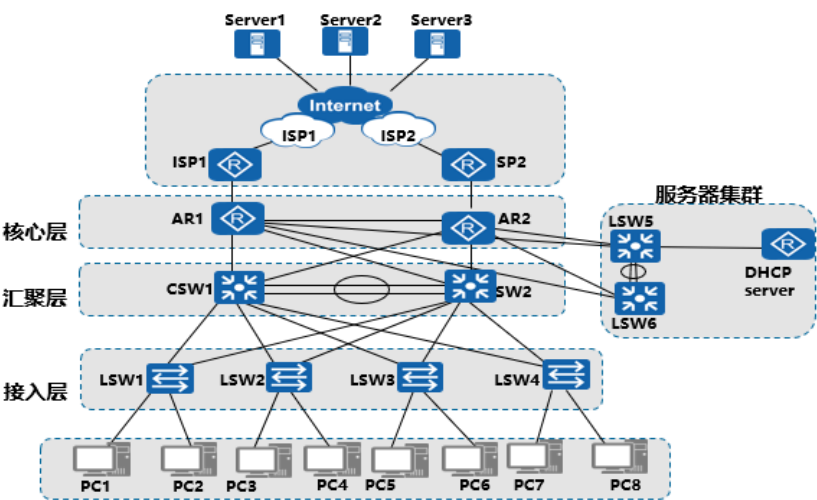 Server1 Server2 Server3
Internet
ISP1 ISP2
ISP1 R R SP2
服务器集群
核心层 AR1 R R AR2 LSW5
R
DHCP
server
汇聚层 CSW1 SW2
LSW6
接入层 LSW1 LSW2 LSW3 LSW4
PC1 PC2 PC3 PC4 PC5 PC6 PC7 PC8